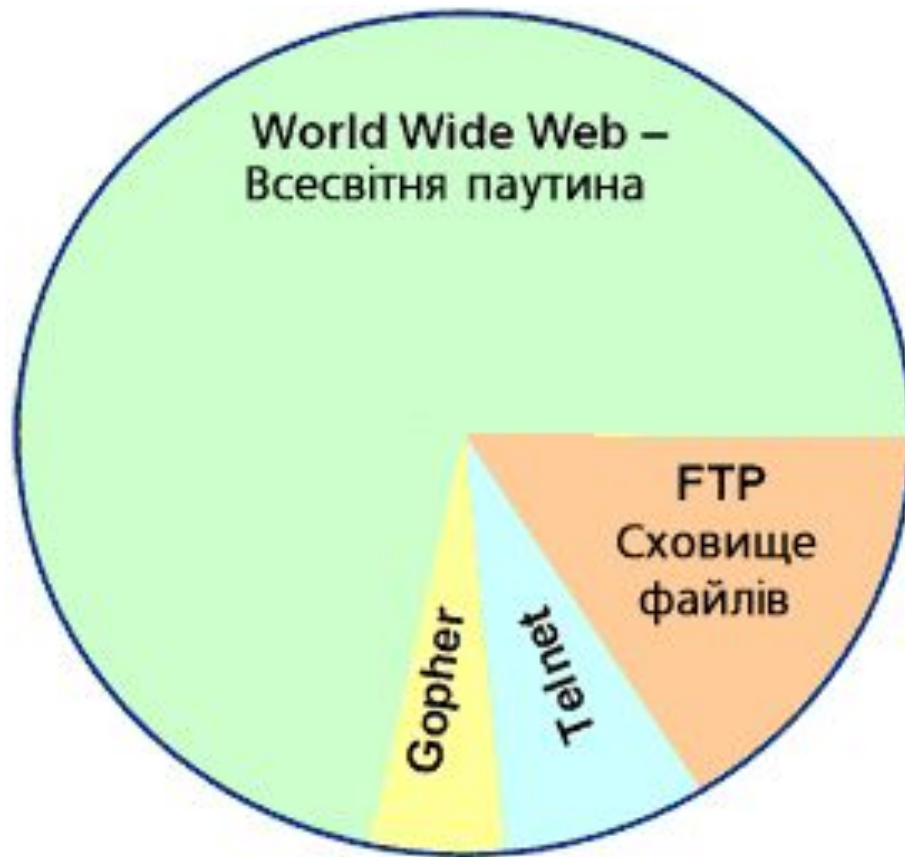 World Wide Web –
Всесвітня паутина
FTP
Сховище
файлів
Telnet
Gopher